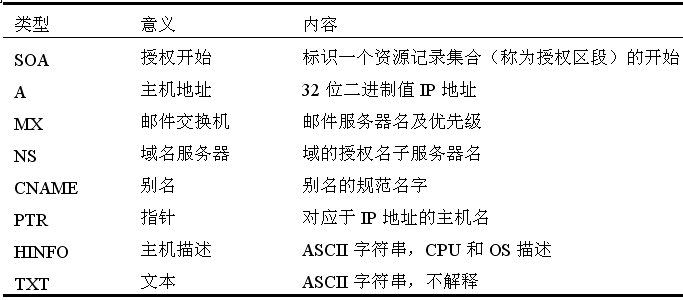 类型 意义 内容
SOA 授权开始 标识一个资源记录集合（称为授权区段）的开始
A 主机地址 32 位二进制值 IP 地址
MX 邮件交换机 邮件服务器名及优先级
NS 域名服务器 域的授权名子服务器名
CNAME 别名 别名的规范名字
PTR 指针 对应于 IP 地址的主机名
HINFO 主机描述 ASCII 字符串，CPU 和 OS 描述
TXT 文本 ASCII 字符串，不解释